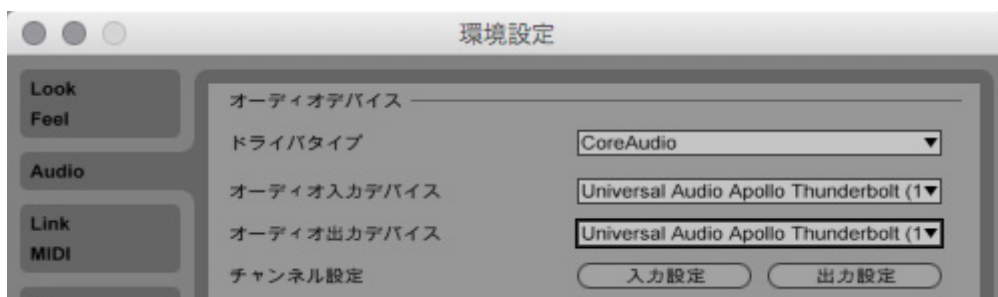 環境設定
Look
Feel
Audio
Link
MIDI
オーディオデバイス
ドライバタイプ CoreAudio
オーディオ入力デバイス Universal Audio Apollo Thunderbolt (1
オーディオ出力デバイス Universal Audio Apollo Thunderbolt (1
チャンネル設定 入力設定 出力設定